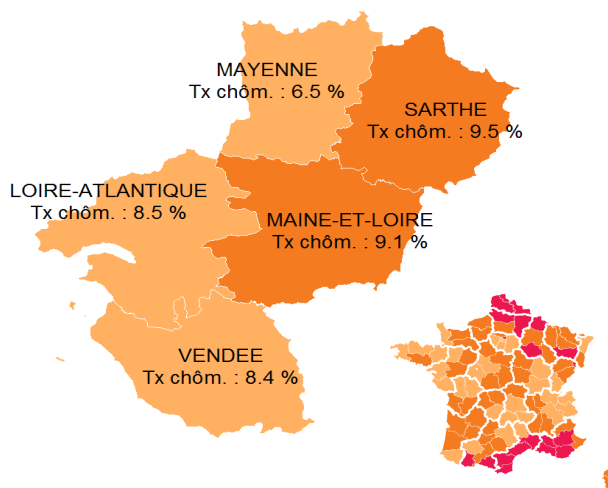 MAYENNE
Tx chôm. : 6.5 %
SARTHE
Tx chôm. : 9.5 %
LOIRE-ATLANTIQUE
Tx chôm. : 8.5 %
MAINE-ET-LOIRE
Tx chôm. : 9.1 %
VENDEE
Tx chôm. : 8.4 %